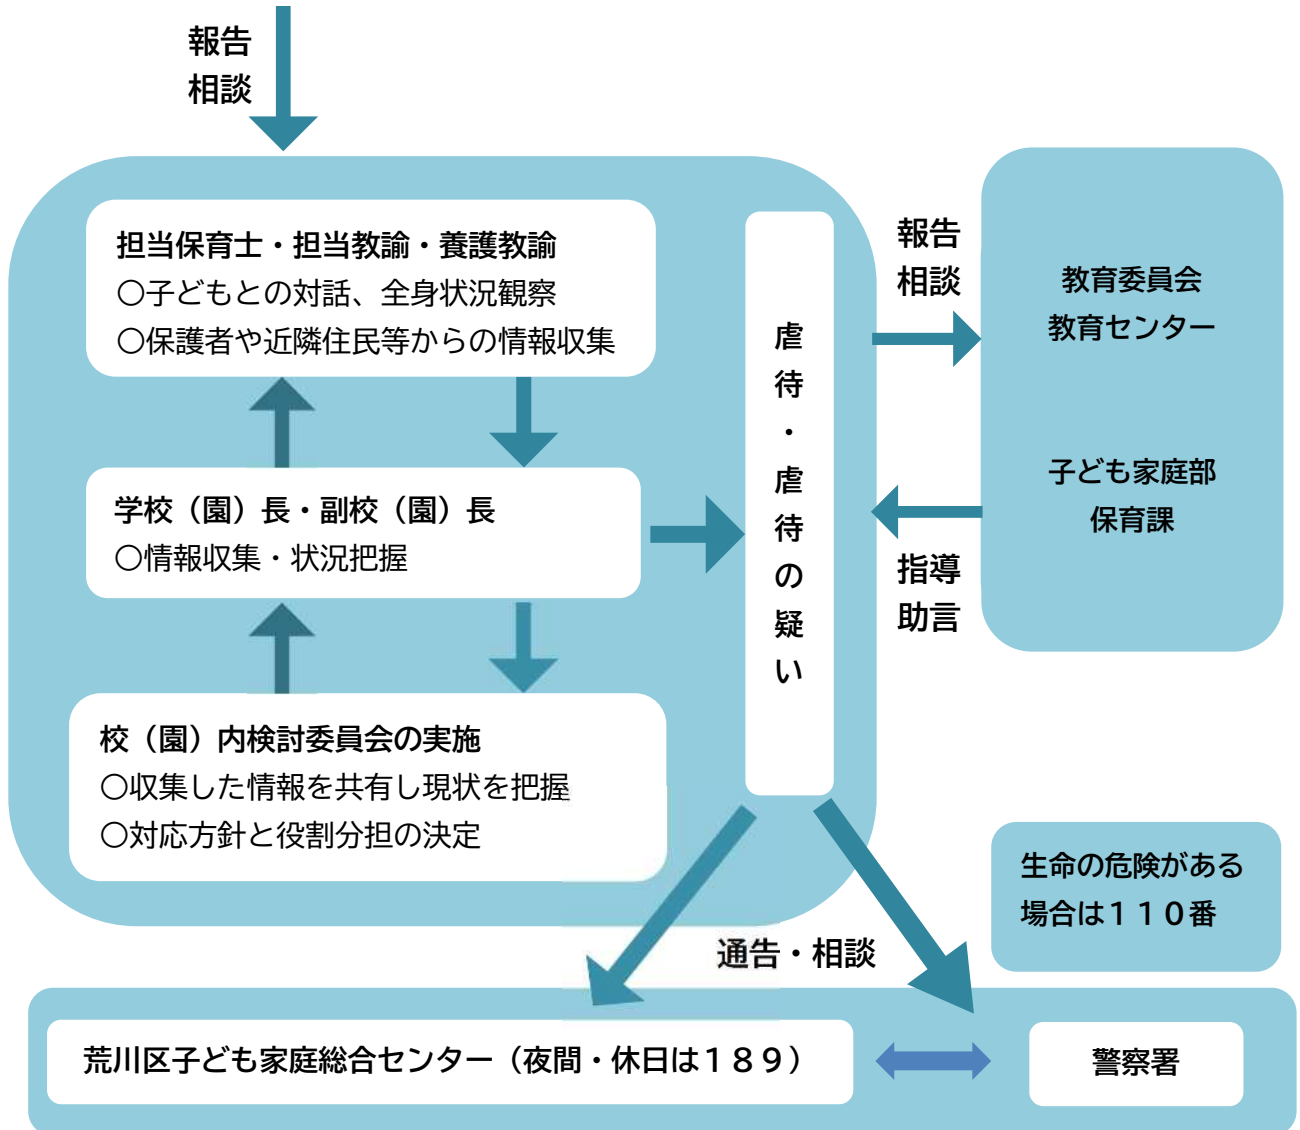 報告
相談
担当保育士・担当教諭・養護教諭
○子どもとの対話、全身状況観察
○保護者や近隣住民等からの情報収集
学校（園）長・副校（園）長
○情報収集・状況把握
校（園）内検討委員会の実施
○収集した情報を共有し現状を把握
○対応方針と役割分担の決定
虐待・虐待の疑い
報告
相談
教育委員会
教育センター
子ども家庭部
保育課
指導
助言
生命の危険がある
場合は１１０番
通告・相談
荒川区子ども家庭総合センター（夜間・休日は１８９）
警察署